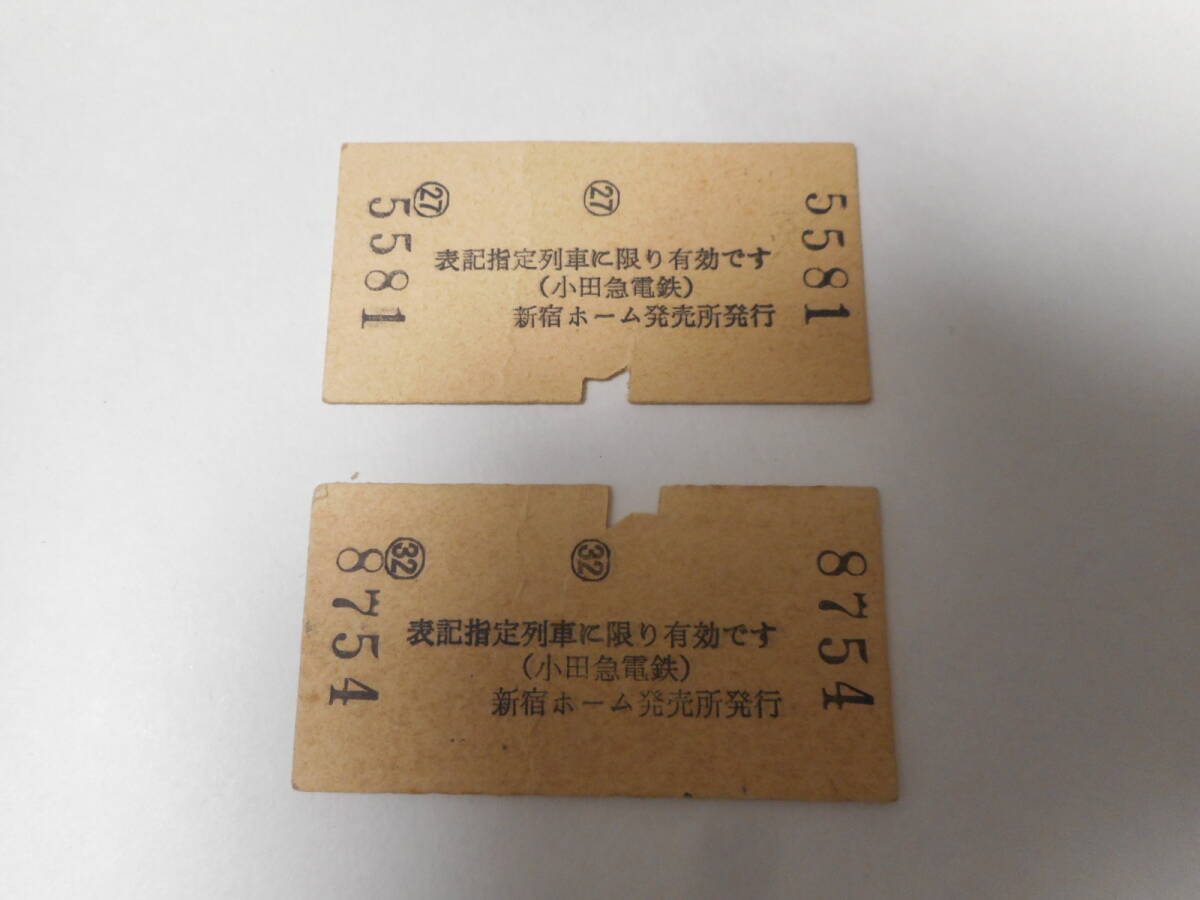 5581
㉗
㉗
5581
表記指定列車に限り有効です
(小田急電鉄)
新宿ホーム発売所発行
8754
㉜
㉜
8754
表記指定列車に限り有効です
(小田急電鉄)
新宿ホーム発売所発行